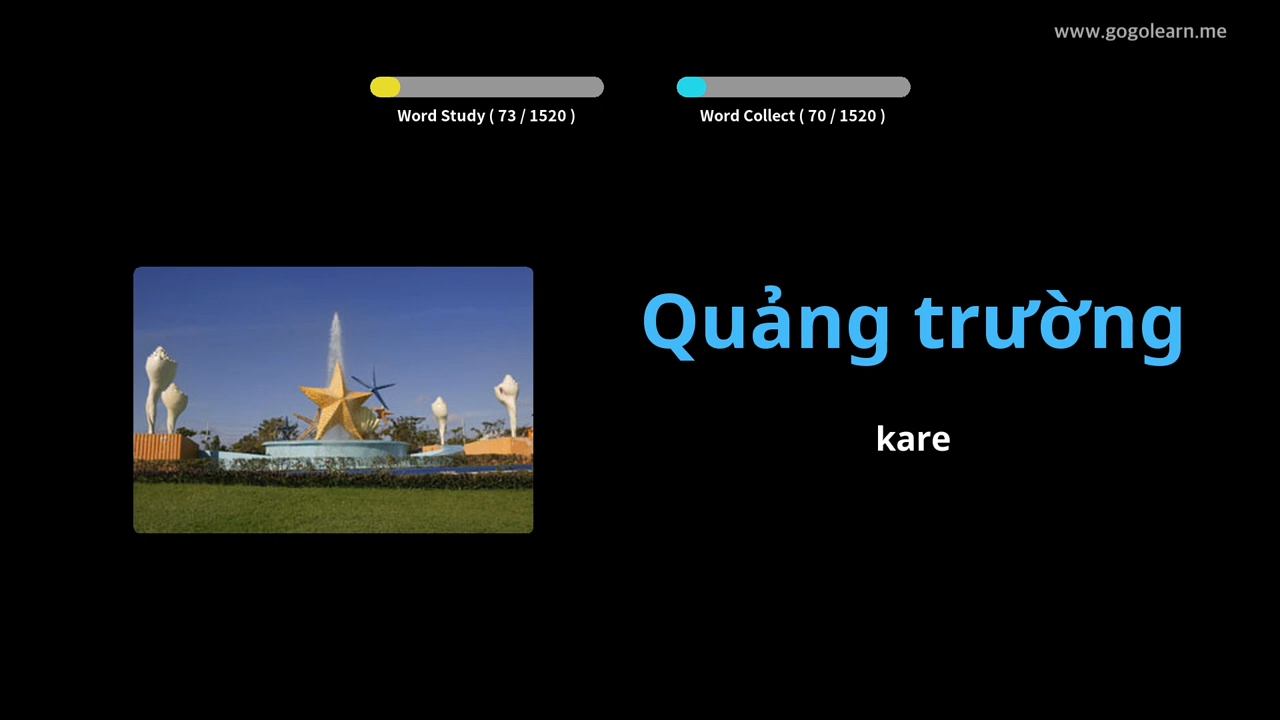 www.gogolearn.me
Word Study ( 73 / 1520 )
Word Collect ( 70 / 1520 )
Quảng trường
kare